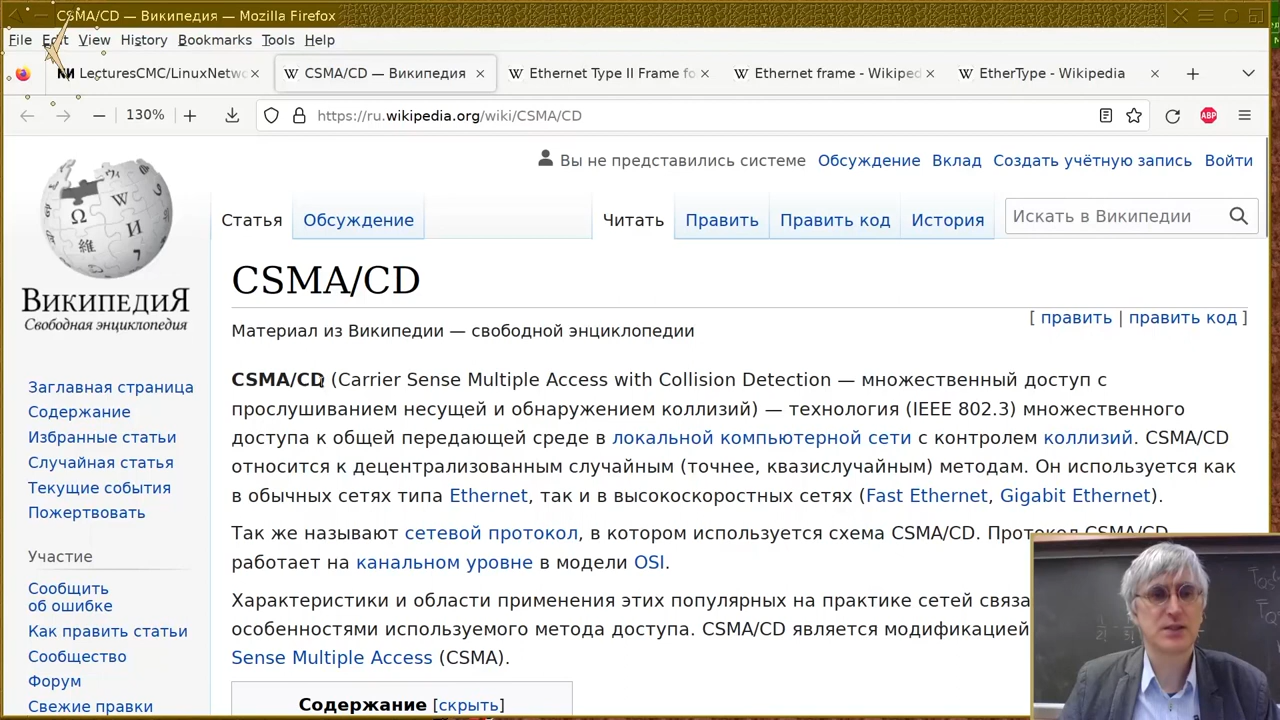 CSMA/CD — Википедия — Mozilla Firefox
File Edit View History Bookmarks Tools Help
LecturesCMC/LinuxNetwo
CSMA/CD — Википедия
Ethernet Type II Frame fo
Ethernet frame - Wikiped
EtherType - Wikipedia
130%
https://ru.wikipedia.org/wiki/CSMA/CD
ABP
Вы не представились системе Обсуждение Вклад Создать учётную запись Войти
Статья Обсуждение Читать Править Править код История
Искать в Википедии
ВикипедиЯ
Свободная энциклопедия
Заглавная страница
Содержание
Избранные статьи
Случайная статья
Текущие события
Пожертвовать
Участие
Сообщить
об ошибке
Как править статьи
Сообщество
Форум
Свежие правки
CSMA/CD
[ править | править код ]
Материал из Википедии — свободной энциклопедии
CSMA/CD (Carrier Sense Multiple Access with Collision Detection — множественный доступ с
прослушиванием несущей и обнаружением коллизий) — технология (IEEE 802.3) множественного
доступа к общей передающей среде в локальной компьютерной сети с контролем коллизий. CSMA/CD
относится к децентрализованным случайным (точнее, квазислучайным) методам. Он используется как
в обычных сетях типа Ethernet, так и в высокоскоростных сетях (Fast Ethernet, Gigabit Ethernet).
Так же называют сетевой протокол, в котором используется схема CSMA/CD. Протокол CSMA/CD
работает на канальном уровне в модели OSI.
Характеристики и области применения этих популярных на практике сетей связа
особенностями используемого метода доступа. CSMA/CD является модификацией
Sense Multiple Access (CSMA).
Содержание [скрыть]